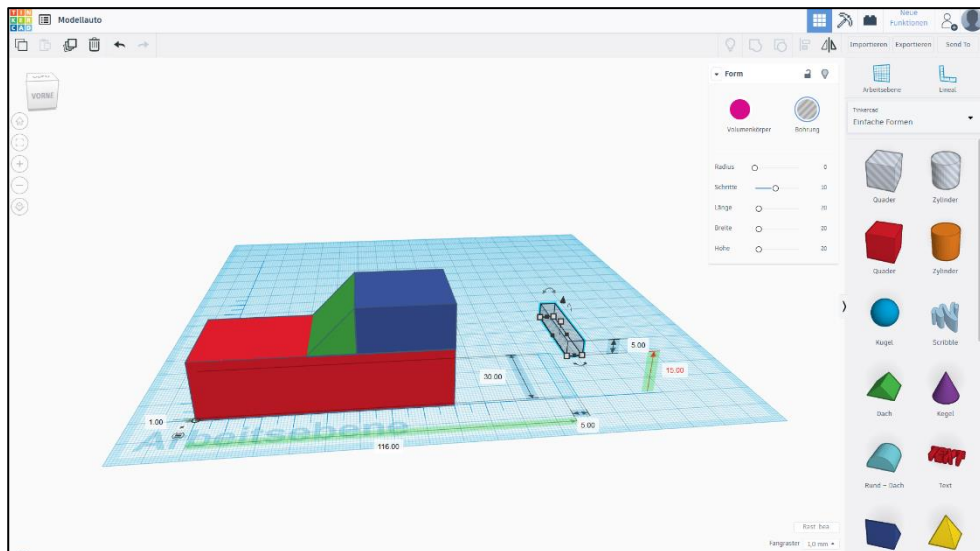 TIN
KER
CAD
Modellauto
Neue
Funktionen
Importieren Exportieren Send To
VORNE
Form
Volumenkörper Bohrung
Radius 0
Schritte 10
Länge 20
Breite 20
Höhe 20
Arbeitsebene Lineal
Tinkercad
Einfache Formen
Quader Zylinder
Quader Zylinder
Kugel Scribble
Dach Kegel
Rund - Dach Text
TEXT
5.00
15.00
30.00
1.00
5.00
116.00
Arbeitsebene
Fangraster 1,0 mm